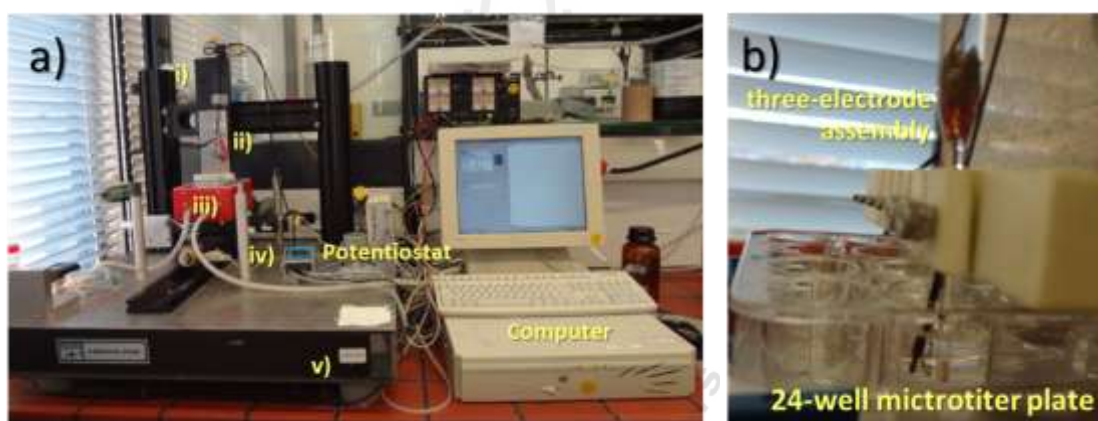 a)
i)
ii)
iii)
iv)
Potentiostat
Computer
v)
b)
three-electrode
assembly
24-well mictrotiter plate